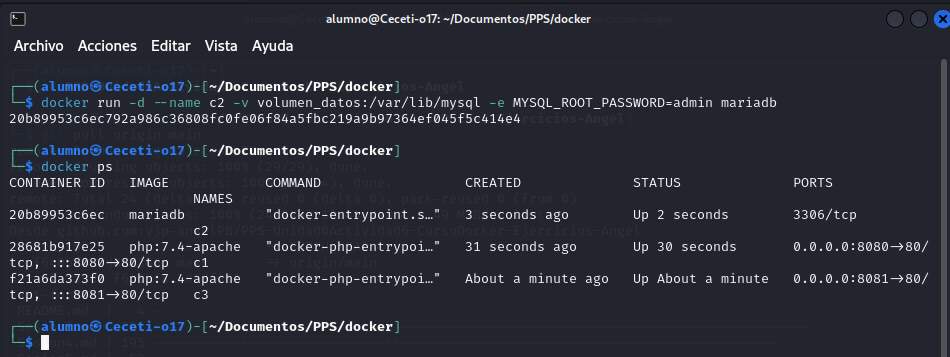 alumno@Ceceti-o17: ~/Documentos/PPS/docker
Archivo Acciones Editar Vista Ayuda
┌──(alumno㉿Ceceti-o17)-[~/Documentos/PPS/docker]
└─$ docker run -d --name c2 -v volumen_datos:/var/lib/mysql -e MYSQL_ROOT_PASSWORD=admin mariadb
20b89953c6ec792a986c36808fc0fe06f84a5fbc219a9b97364ef045f5c414e4
┌──(alumno㉿Ceceti-o17)-[~/Documentos/PPS/docker]
└─$ docker ps
CONTAINER ID IMAGE COMMAND CREATED STATUS PORTS
NAMES
20b89953c6ec mariadb "docker-entrypoint.s…" 3 seconds ago Up 2 seconds 3306/tcp
c2
28681b917e25 php:7.4-apache "docker-php-entrypoi…" 31 seconds ago Up 30 seconds 0.0.0.0:8080->80/
tcp, :::8080->80/tcp c1
f21a6da373f0 php:7.4-apache "docker-php-entrypoi…" About a minute ago Up About a minute 0.0.0.0:8081->80/
tcp, :::8081->80/tcp c3
┌──(alumno㉿Ceceti-o17)-[~/Documentos/PPS/docker]
└─$